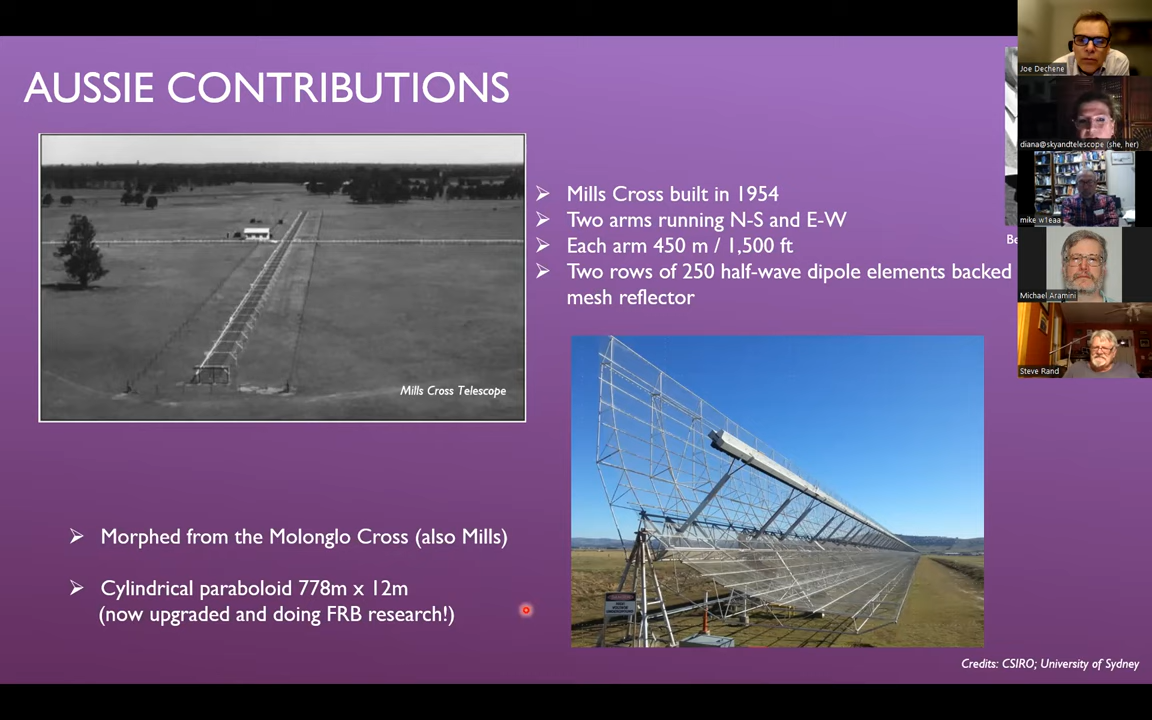 AUSSIE CONTRIBUTIONS
Mills Cross Telescope
➢ Mills Cross built in 1954
➢ Two arms running N-S and E-W
➢ Each arm 450 m / 1,500 ft
➢ Two rows of 250 half-wave dipole elements backed
mesh reflector
➢ Morphed from the Molonglo Cross (also Mills)
➢ Cylindrical paraboloid 778m x 12m
(now upgraded and doing FRB research!)
Credits: CSIRO; University of Sydney
Be
Joe Dechene
diana@skyandtelescope (she, her)
mike w1eaa
Michael Aramini
Steve Rand